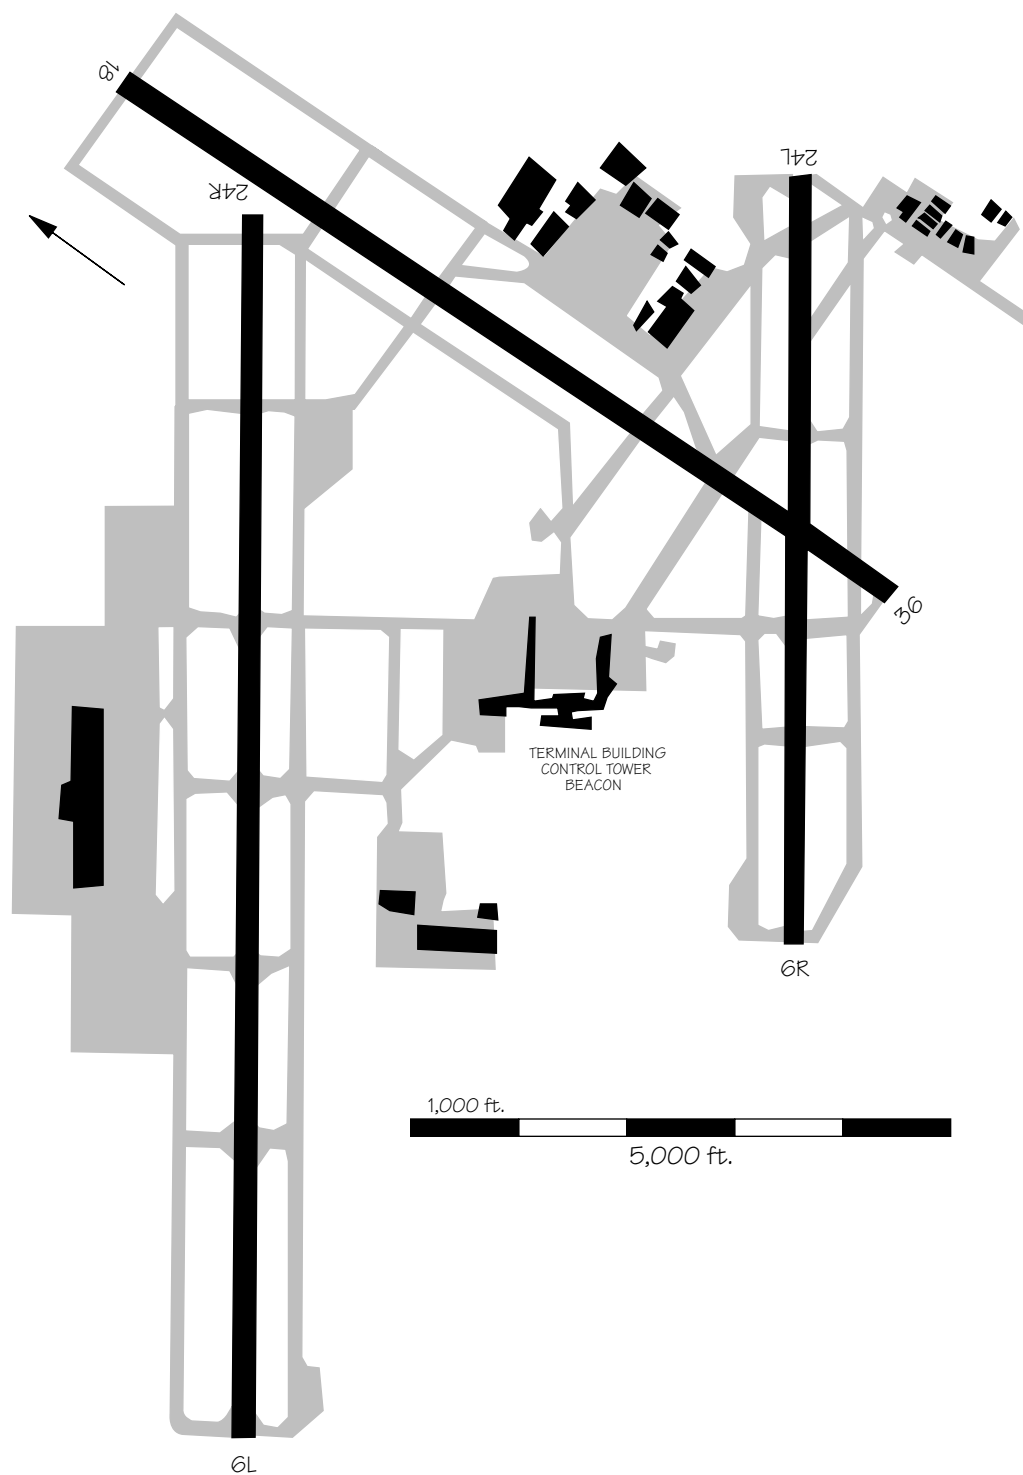 18
24R
24L
36
TERMINAL BUILDING
CONTROL TOWER
BEACON
6R
1,000 ft.
5,000 ft.
6L